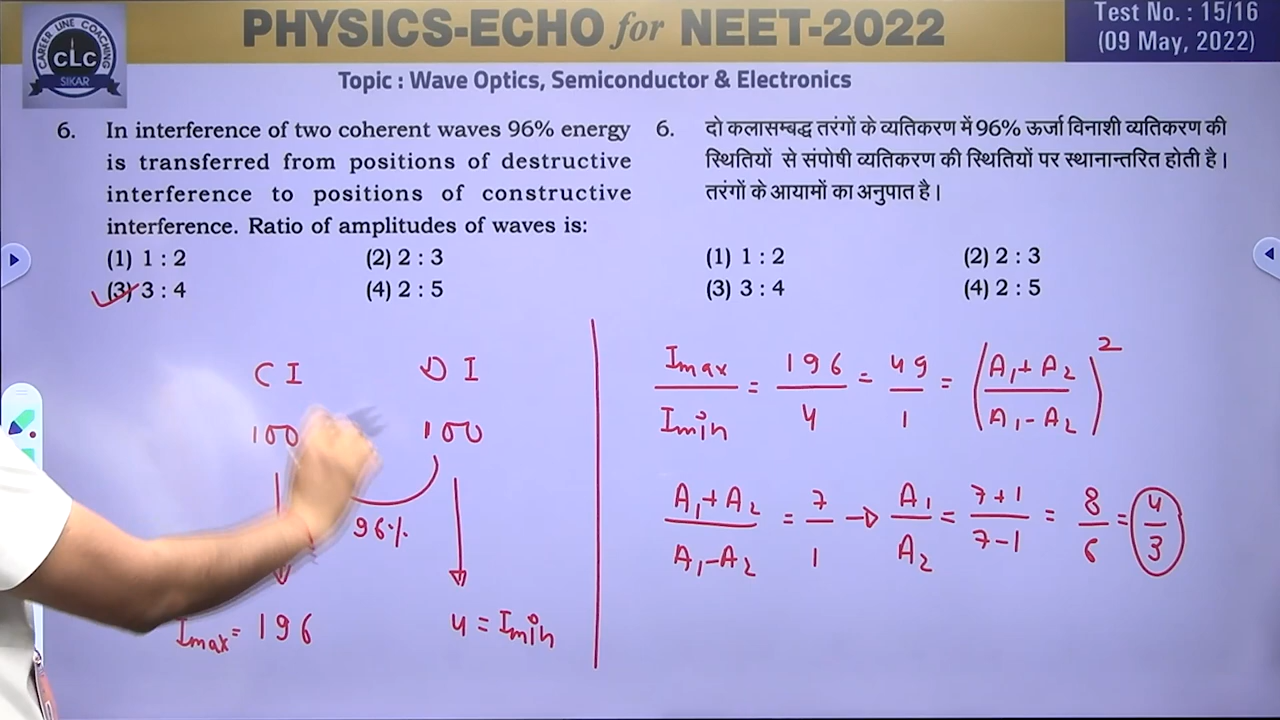 CAREER LINE COACHING
CLC
SIKAR
PHYSICS-ECHO for NEET-2022
Test No. : 15/16
(09 May, 2022)
Topic : Wave Optics, Semiconductor & Electronics
6. In interference of two coherent waves 96% energy
is transferred from positions of destructive
interference to positions of constructive
interference. Ratio of amplitudes of waves is:
(1) 1 : 2 (2) 2 : 3
(3) 3 : 4 (4) 2 : 5
6. दो कलासम्बद्ध तरंगों के व्यतिकरण में 96% ऊर्जा विनाशी व्यतिकरण की
स्थितियों से संपोषी व्यतिकरण की स्थितियों पर स्थानान्तरित होती है।
तरंगों के आयामों का अनुपात है।
(1) 1 : 2 (2) 2 : 3
(3) 3 : 4 (4) 2 : 5
C I D I
100 100
96%
Imax = 196 4 = Imin
Imax/Imin = 196/4 = 49/1 = (A1+A2/A1-A2)²
A1+A2/A1-A2 = 7/1 → A1/A2 = 7+1/7-1 = 8/6 = 4/3